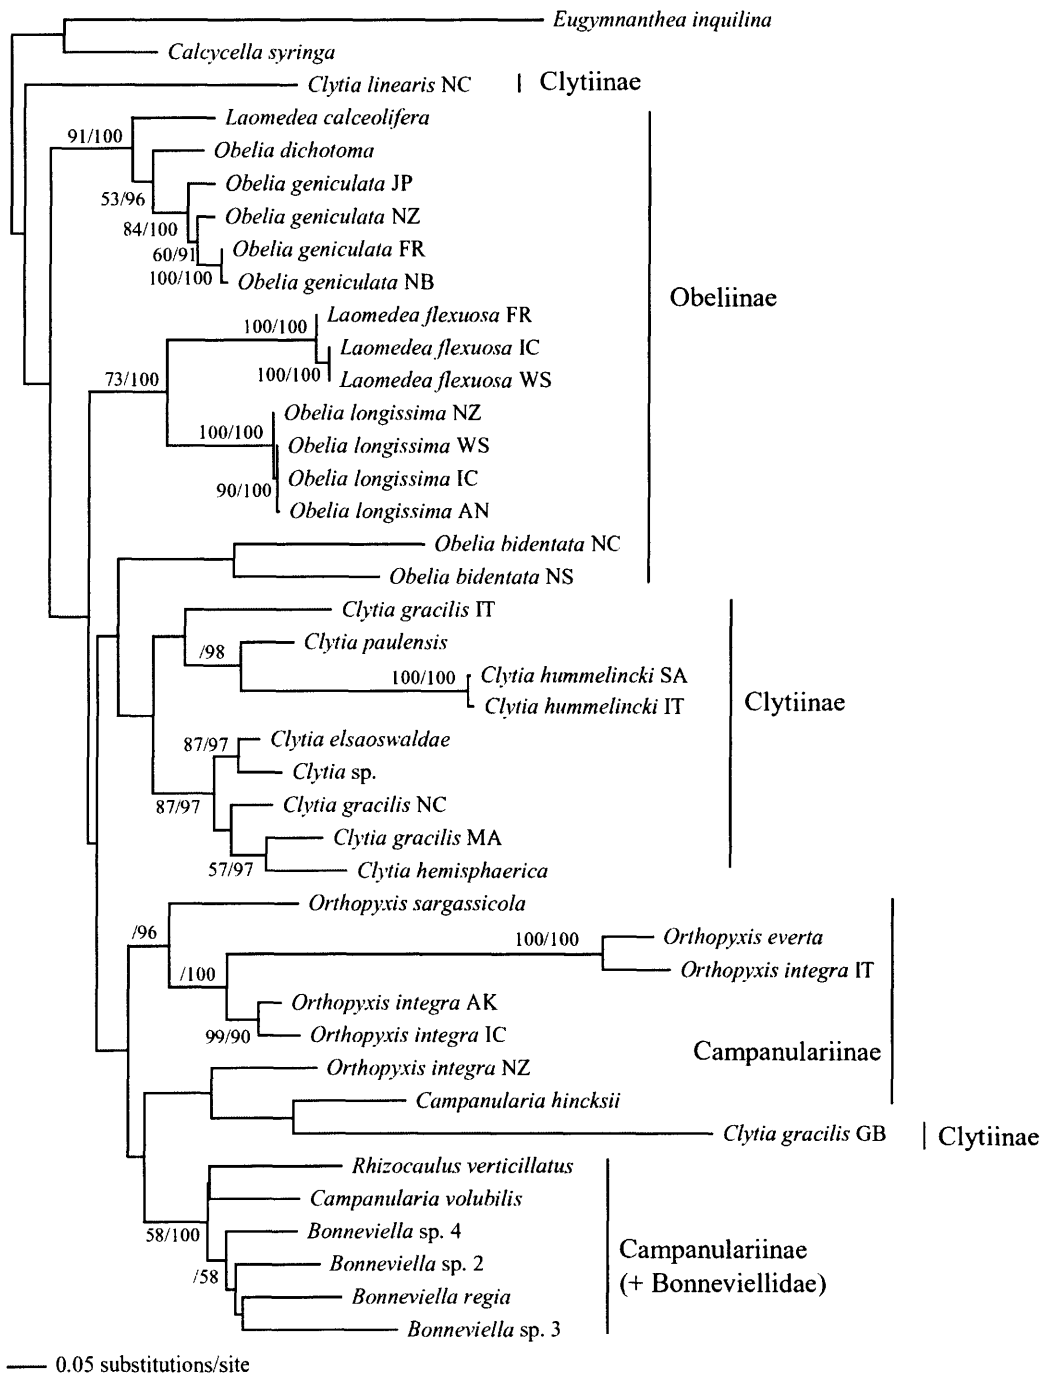 Eugymnanthea inquilina
Calcycella syringa
Clytia linearis NC
Clytiinae
Laomedea calceolifera
91/100
Obelia dichotoma
Obelia geniculata JP
53/96
Obelia geniculata NZ
84/100
Obelia geniculata FR
60/91
Obelia geniculata NB
100/100
Obeliinae
Laomedea flexuosa FR
100/100
Laomedea flexuosa IC
100/100
Laomedea flexuosa WS
73/100
Obelia longissima NZ
100/100
Obelia longissima WS
Obelia longissima IC
90/100
Obelia longissima AN
Obelia bidentata NC
Obelia bidentata NS
Clytia gracilis IT
Clytia paulensis
/98
100/100
Clytia hummelincki SA
Clytia hummelincki IT
Clytiinae
Clytia elsaoswaldae
87/97
Clytia sp.
Clytia gracilis NC
87/97
Clytia gracilis MA
57/97
Clytia hemisphaerica
Orthopyxis sargassicola
/96
100/100
Orthopyxis everta
Orthopyxis integra IT
/100
Orthopyxis integra AK
99/90
Orthopyxis integra IC
Campanulariinae
Orthopyxis integra NZ
Campanularia hincksii
Clytia gracilis GB
Clytiinae
Rhizocaulus verticillatus
Campanularia volubilis
58/100
Bonneviella sp. 4
Bonneviella sp. 2
/58
Bonneviella regia
Bonneviella sp. 3
Campanulariinae
(+ Bonneviellidae)
0.05 substitutions/site